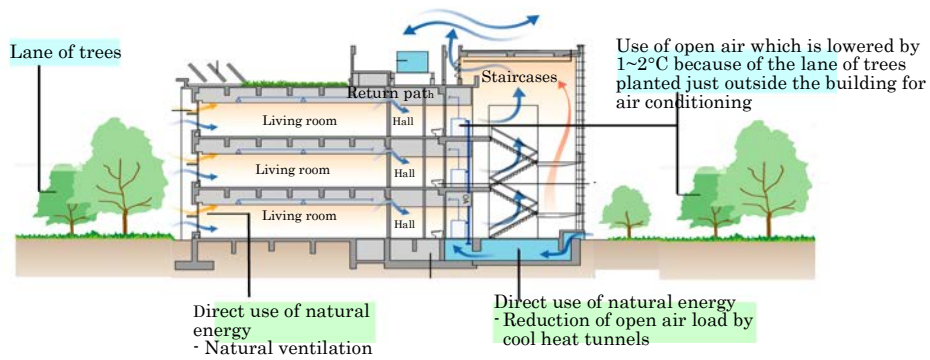 Lane of trees
Use of open air which is lowered by
1~2°C because of the lane of trees
planted just outside the building for
air conditioning
Staircases
Return path
Living room
Hall
Living room
Hall
Living room
Hall
Direct use of natural
energy
- Natural ventilation
Direct use of natural energy
- Reduction of open air load by
cool heat tunnels